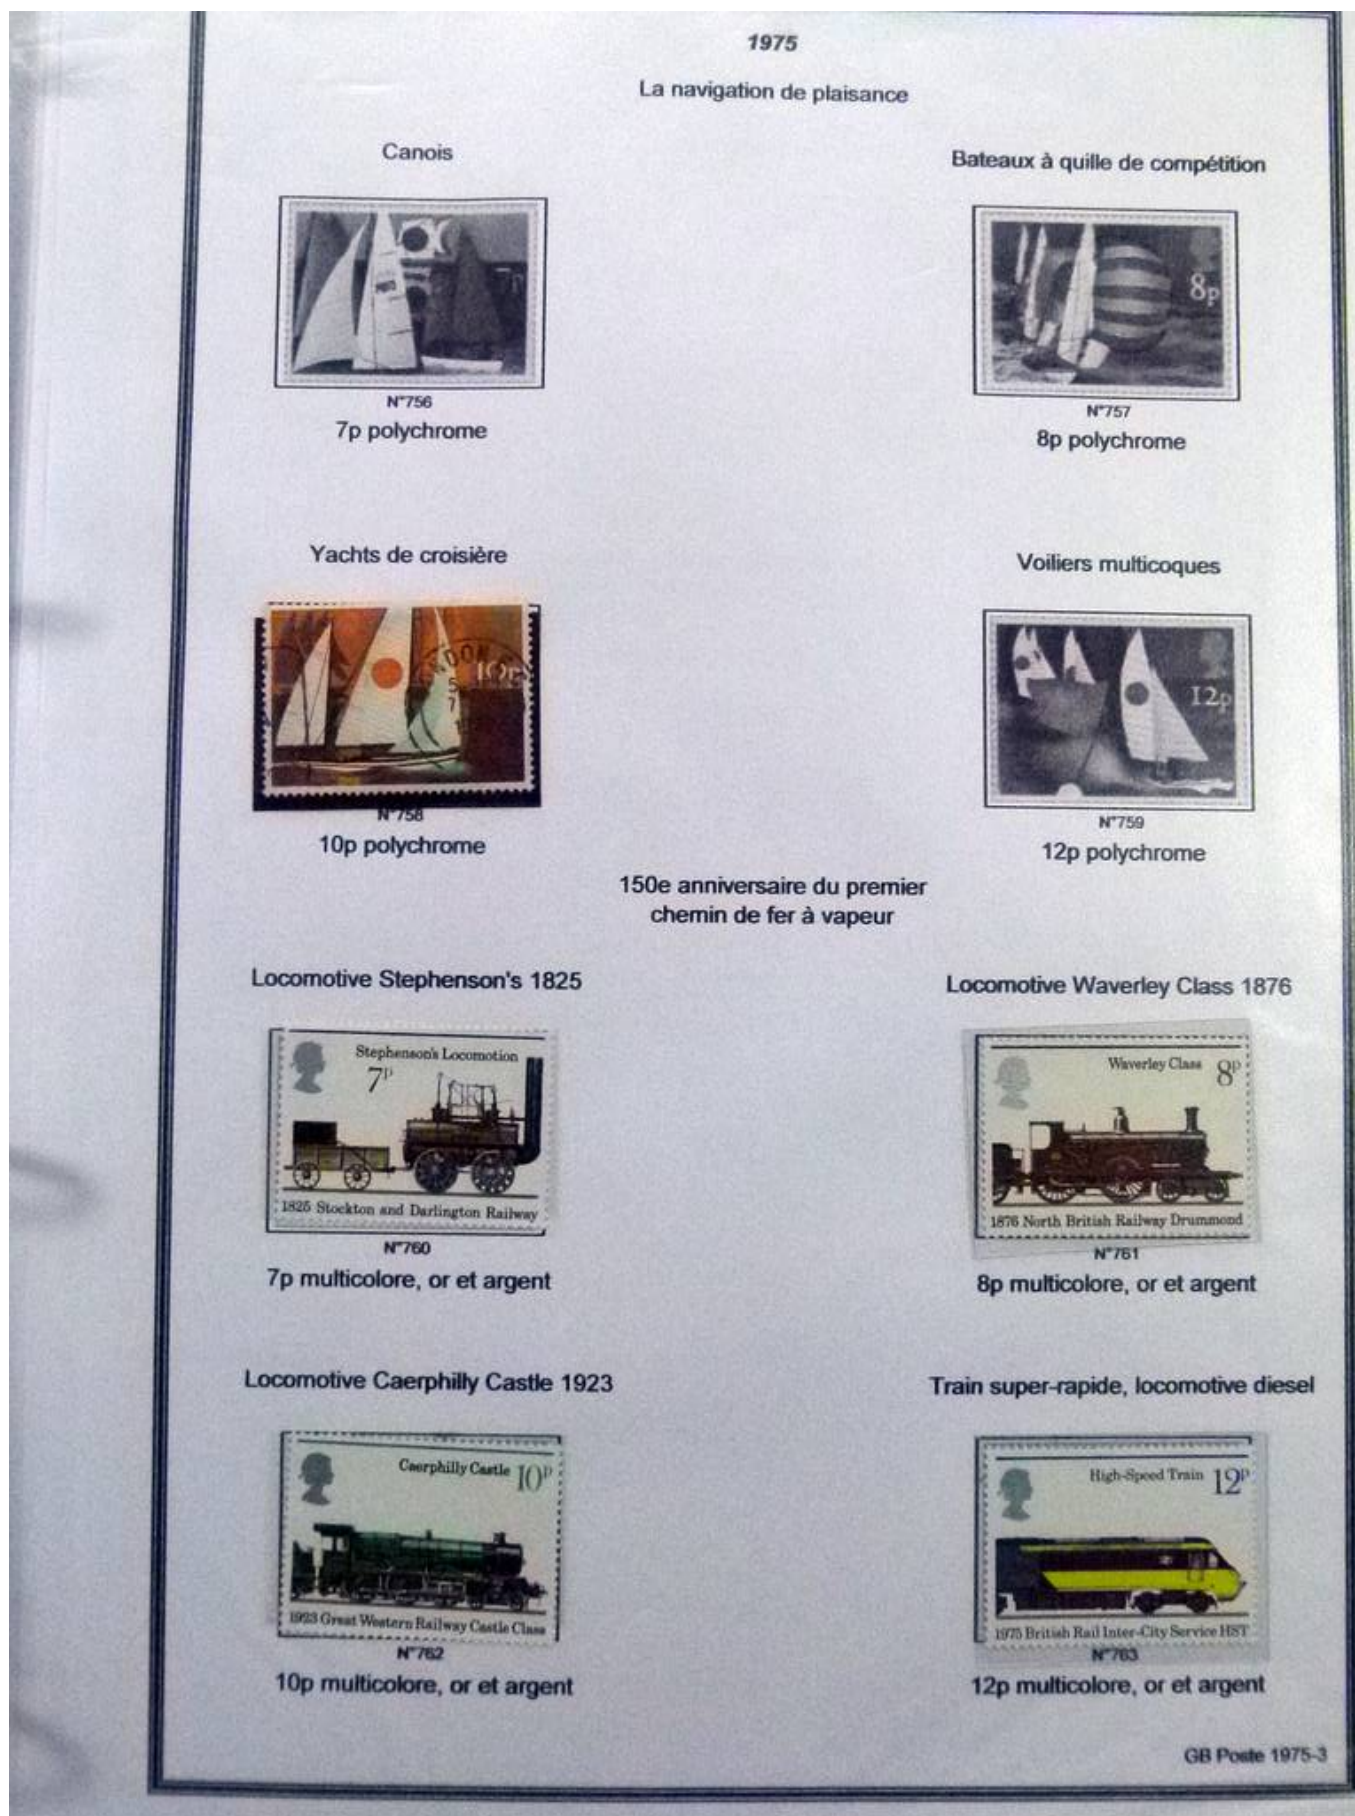 1975
La navigation de plaisance
Canois
Bateaux à quille de compétition
8p
N°756
7p polychrome
N°757
8p polychrome
Yachts de croisière
Voiliers multicoques
10p
12p
N°758
10p polychrome
N°759
12p polychrome
150e anniversaire du premier
chemin de fer à vapeur
Locomotive Stephenson's 1825
Locomotive Waverley Class 1876
Stephenson's Locomotion
7P
1825 Stockton and Darlington Railway
Waverley Class 8P
1876 North British Railway Drummond
N°760
7p multicolore, or et argent
N°761
8p multicolore, or et argent
Locomotive Caerphilly Castle 1923
Train super-rapide, locomotive diesel
Caerphilly Castle 10P
1923 Great Western Railway Castle Class
High-Speed Train 12P
1975 British Rail Inter-City Service HST
N°762
10p multicolore, or et argent
N°763
12p multicolore, or et argent
GB Poste 1975-3